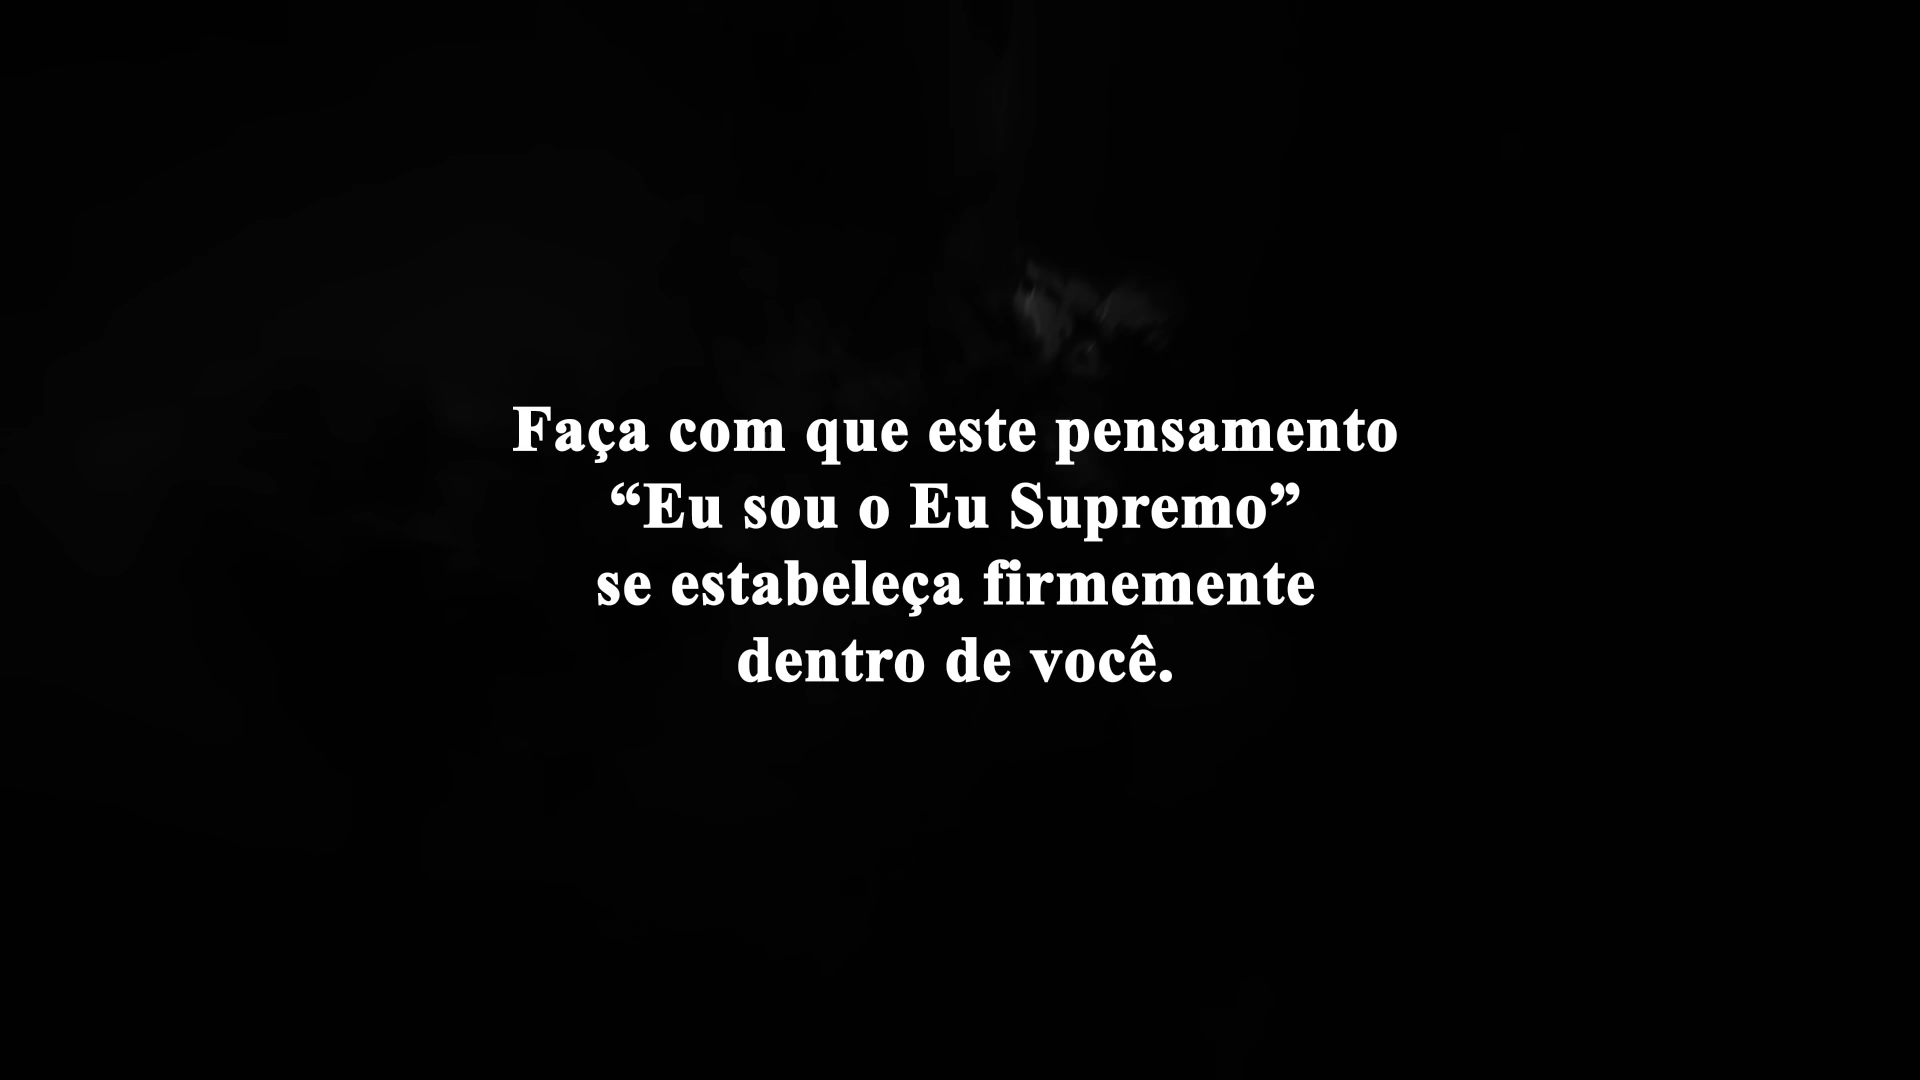 Faça com que este pensamento
“Eu sou o Eu Supremo”
se estabeleça firmemente
dentro de você.